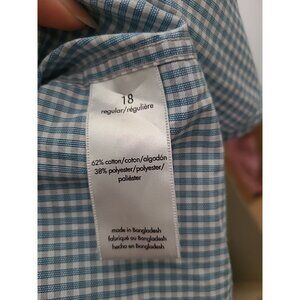 18
regular/régulière
62% cotton/coton/algodón
38% polyester/polyester/
poliéster
made in Bangladesh
fabriqué au Bangladesh
hecho en Bangladesh